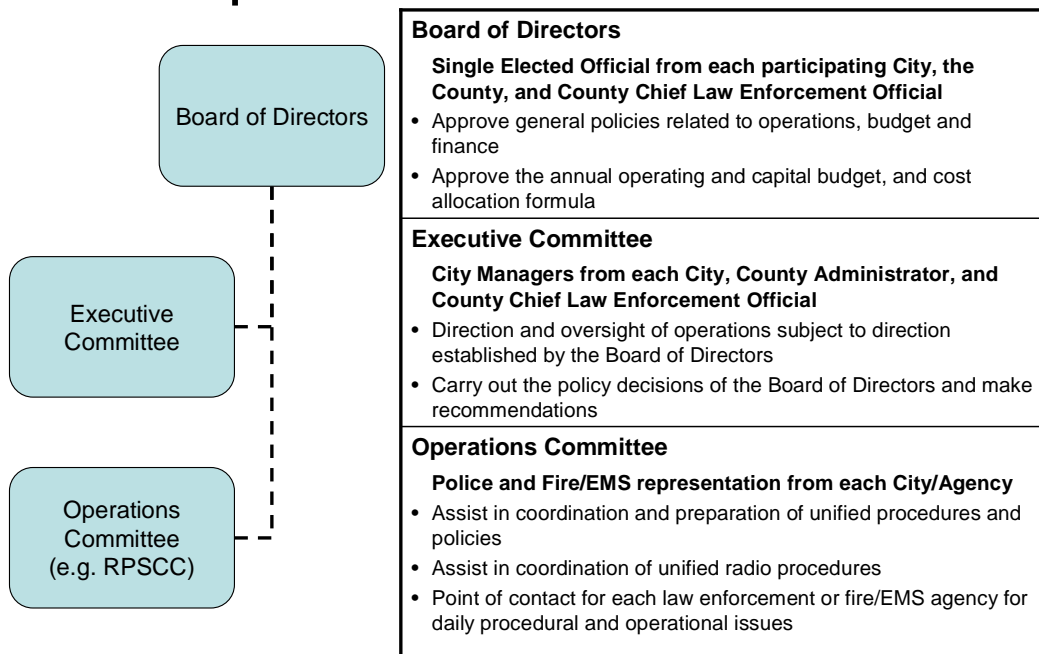 Board of Directors
Executive
Committee
Operations
Committee
(e.g. RPSCC)
Board of Directors
Single Elected Official from each participating City, the
County, and County Chief Law Enforcement Official
• Approve general policies related to operations, budget and
finance
• Approve the annual operating and capital budget, and cost
allocation formula
Executive Committee
City Managers from each City, County Administrator, and
County Chief Law Enforcement Official
• Direction and oversight of operations subject to direction
established by the Board of Directors
• Carry out the policy decisions of the Board of Directors and make
recommendations
Operations Committee
Police and Fire/EMS representation from each City/Agency
• Assist in coordination and preparation of unified procedures and
policies
• Assist in coordination of unified radio procedures
• Point of contact for each law enforcement or fire/EMS agency for
daily procedural and operational issues